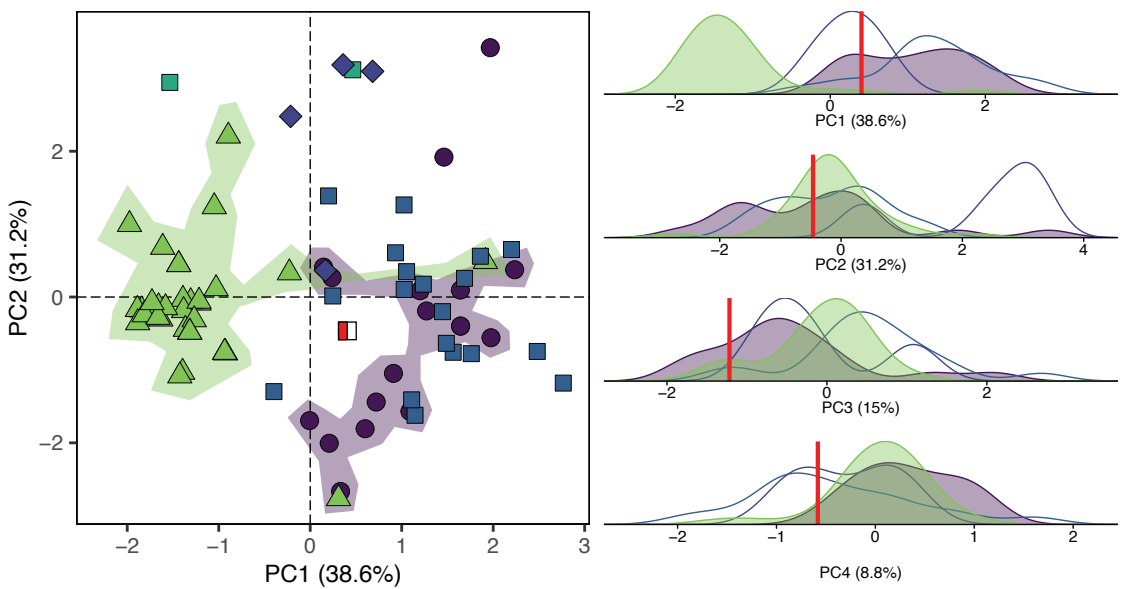 PC2 (31.2%)
2
0
−2
−2 −1 0 1 2 3
PC1 (38.6%)
−2 0 2
PC1 (38.6%)
−2 0 2 4
PC2 (31.2%)
−2 0 2
PC3 (15%)
−2 −1 0 1 2
PC4 (8.8%)